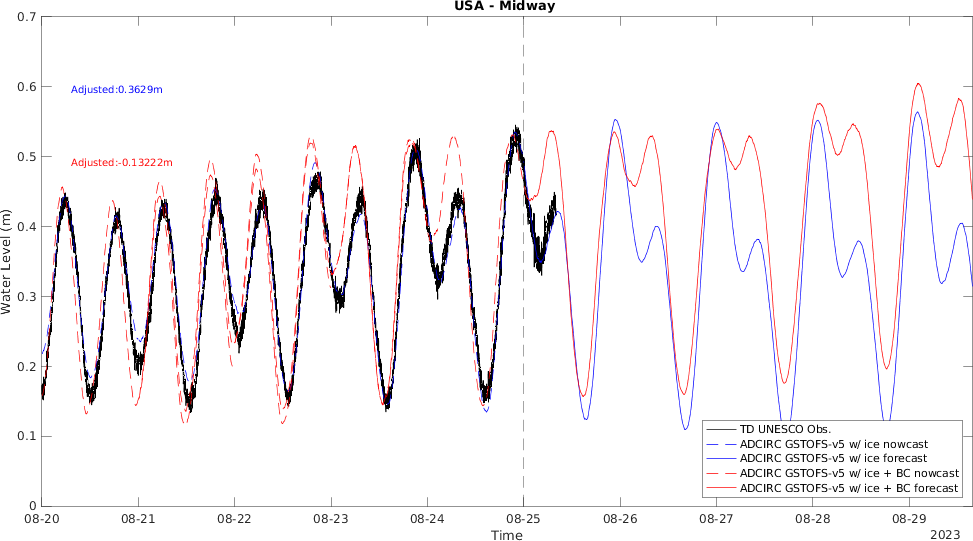 USA - Midway
0.7
0.6
0.5
0.4
0.3
0.2
0.1
0
Water Level (m)
Adjusted:0.3629m
Adjusted:-0.13222m
TD UNESCO Obs.
ADCIRC GSTOFS-v5 w/ ice nowcast
ADCIRC GSTOFS-v5 w/ ice forecast
ADCIRC GSTOFS-v5 w/ ice + BC nowcast
ADCIRC GSTOFS-v5 w/ ice + BC forecast
08-20 08-21 08-22 08-23 08-24 08-25 08-26 08-27 08-28 08-29
Time
2023